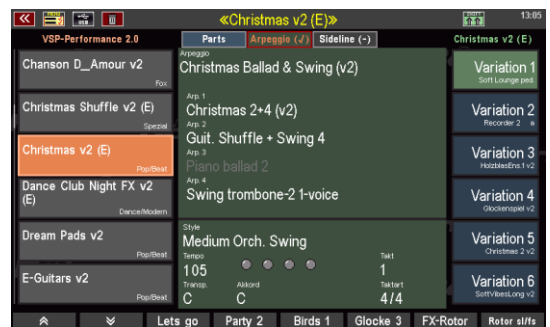 «Christmas v2 (E)»
13:05
VSP-Performance 2.0
Parts
Arpeggio (√)
Sideline (-)
Christmas v2 (E)
Chanson D_Amour v2
Fox
Christmas Shuffle v2 (E)
Spezial
Christmas v2 (E)
Pop/Beat
Dance Club Night FX v2
(E)
Dance/Modern
Dream Pads v2
Pop/Beat
E-Guitars v2
Pop/Beat
Arpeggio
Christmas Ballad & Swing (v2)
Arp. 1
Christmas 2+4 (v2)
Arp. 2
Guit. Shuffle + Swing 4
Arp. 3
Piano ballad 2
Arp. 4
Swing trombone-2 1-voice
Style
Medium Orch. Swing
Tempo
Takt
105
1
Transp.
Akkord
Taktart
C
C
4/4
Variation 1
Soft Lounge ped.
Variation 2
Recorder 2
Variation 3
HolzblasEns.1 v2
Variation 4
Glockenspiel v2
Variation 5
Christmas 2 v2
Variation 6
SoftVibesLong v2
Lets go
Party 2
Birds 1
Glocke 3
FX-Rotor
Rotor sl/fs